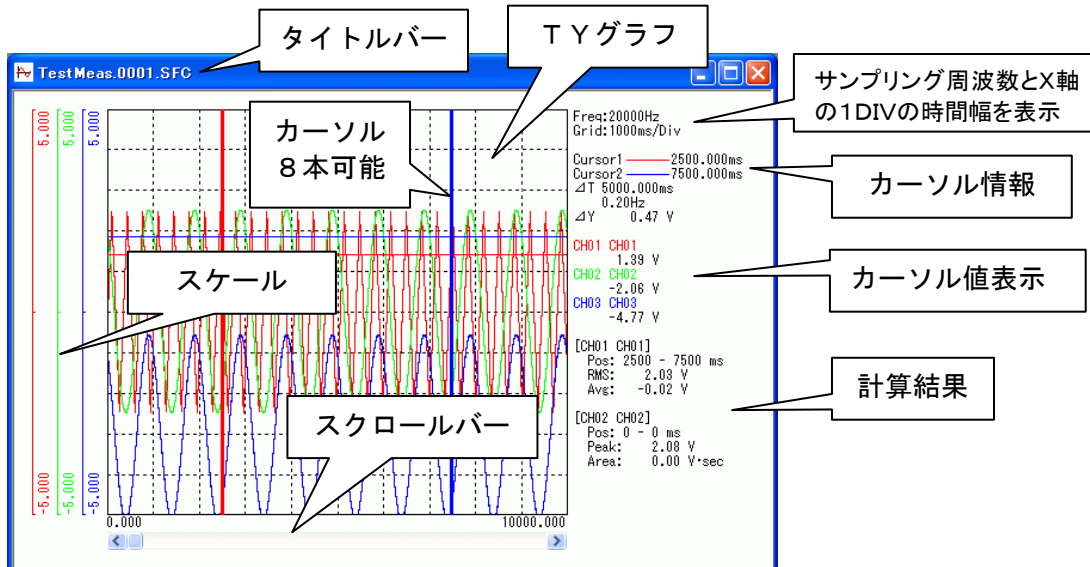 タイトルバー
ＴＹグラフ
TestMeas.0001.SFC
サンプリング周波数とX軸
の１DIVの時間幅を表示
カーソル
８本可能
5.000
5.000
5.000
Freq:20000Hz
Grid:1000ms/Div
Cursor1 2500.000ms
Cursor2 7500.000ms
⊿T 5000.000ms
0.20Hz
⊿Y 0.47 V
カーソル情報
CH01 CH01
1.39 V
CH02 CH02
-2.06 V
CH03 CH03
-4.77 V
カーソル値表示
スケール
[CH01 CH01]
Pos: 2500 - 7500 ms
RMS: 2.03 V
Avg: -0.02 V
計算結果
スクロールバー
[CH02 CH02]
Pos: 0 - 0 ms
Peak: 2.08 V
Area: 0.00 V･sec
-5.000
-5.000
-5.000
0.000
10000.000